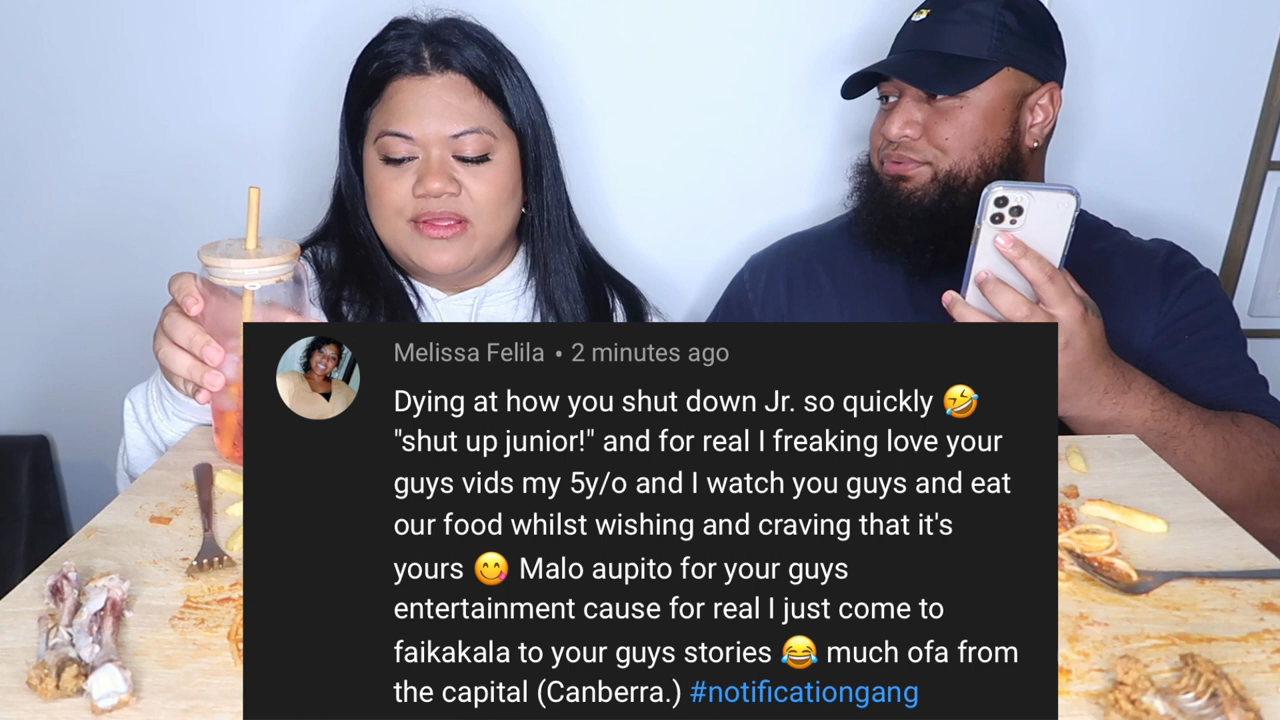 Melissa Felila • 2 minutes ago
Dying at how you shut down Jr. so quickly 🤣
"shut up junior!" and for real I freaking love your
guys vids my 5y/o and I watch you guys and eat
our food whilst wishing and craving that it's
yours 😋 Malo aupito for your guys
entertainment cause for real I just come to
faikakala to your guys stories 😂 much ofa from
the capital (Canberra.) #notificationgang